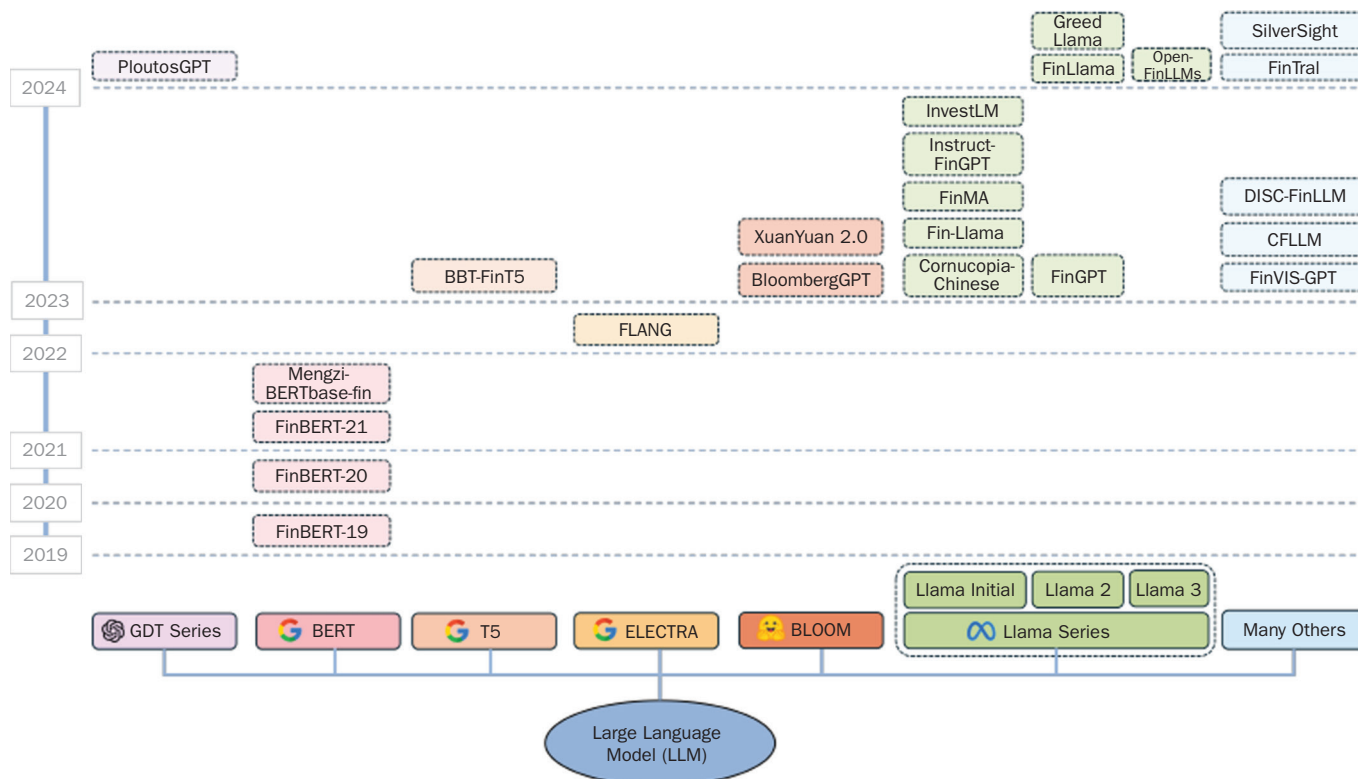 Greed
Llama
SilverSight
PloutosGPT
FinLlama
Open-
FinLLMs
FinTral
2024
InvestLM
Instruct-
FinGPT
FinMA
DISC-FinLLM
XuanYuan 2.0
Fin-Llama
CFLLM
BBT-FinT5
BloombergGPT
Cornucopia-
Chinese
FinGPT
FinVIS-GPT
2023
FLANG
2022
Mengzi-
BERTbase-fin
FinBERT-21
2021
FinBERT-20
2020
FinBERT-19
2019
Llama Initial
Llama 2
Llama 3
GDT Series
BERT
T5
ELECTRA
BLOOM
Llama Series
Many Others
Large Language
Model (LLM)